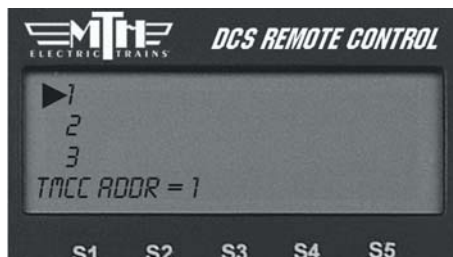 MTH DCS REMOTE CONTROL
ELECTRIC TRAINS
1
2
3
TMCC ADDR = 1
S1 S2 S3 S4 S5